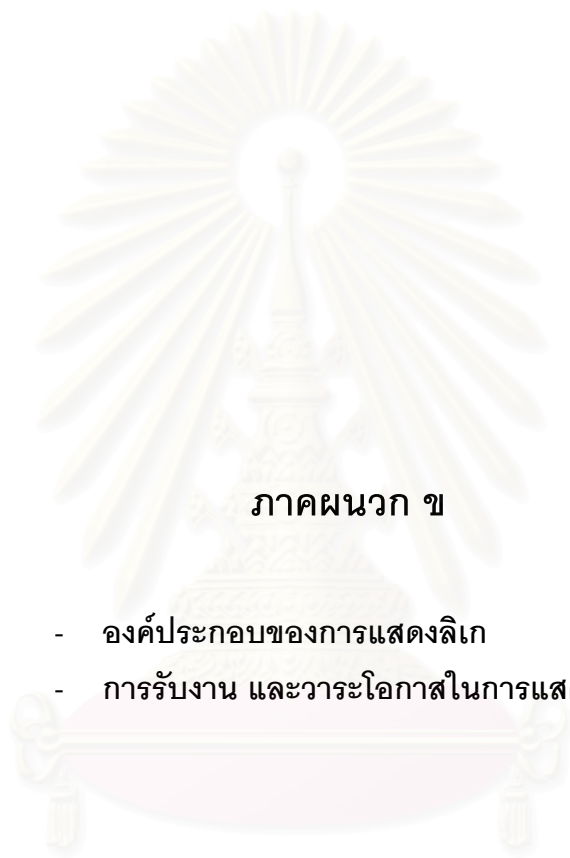 ภาคผนวก ข
- องค์ประกอบของการแสดงลิเก
- การรับงาน และวาระโอกาสในการแส